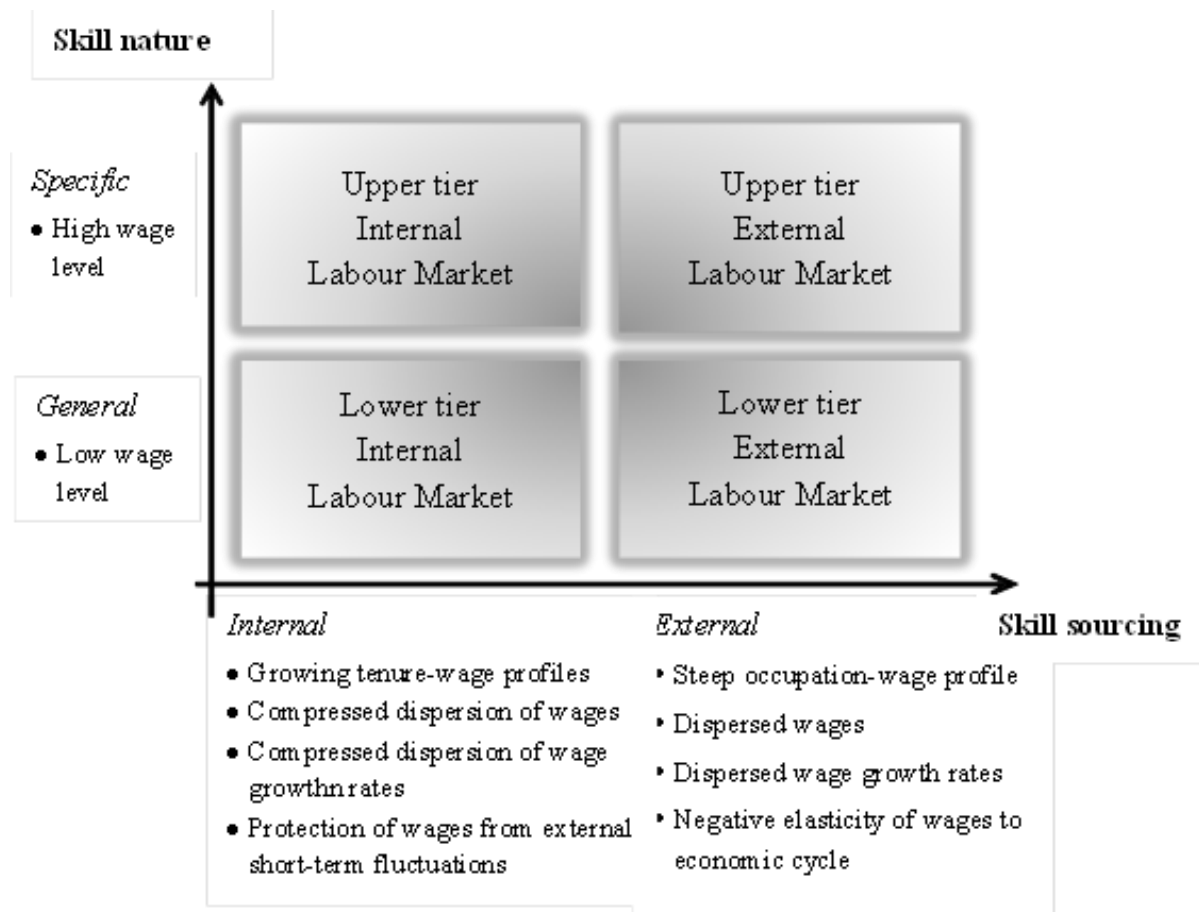 Skill nature
Specific
● High wage
level
Upper tier
Internal
Labour Market
Upper tier
External
Labour Market
General
● Low wage
level
Lower tier
Internal
Labour Market
Lower tier
External
Labour Market
Internal
● Growing tenure-wage profiles
● Compressed dispersion of wages
● Compressed dispersion of wage
growthn rates
● Protection of wages from external
short-term fluctuations
External
• Steep occupation-wage profile
• Dispersed wages
• Dispersed wage growth rates
• Negative elasticity of wages to
economic cycle
Skill sourcing